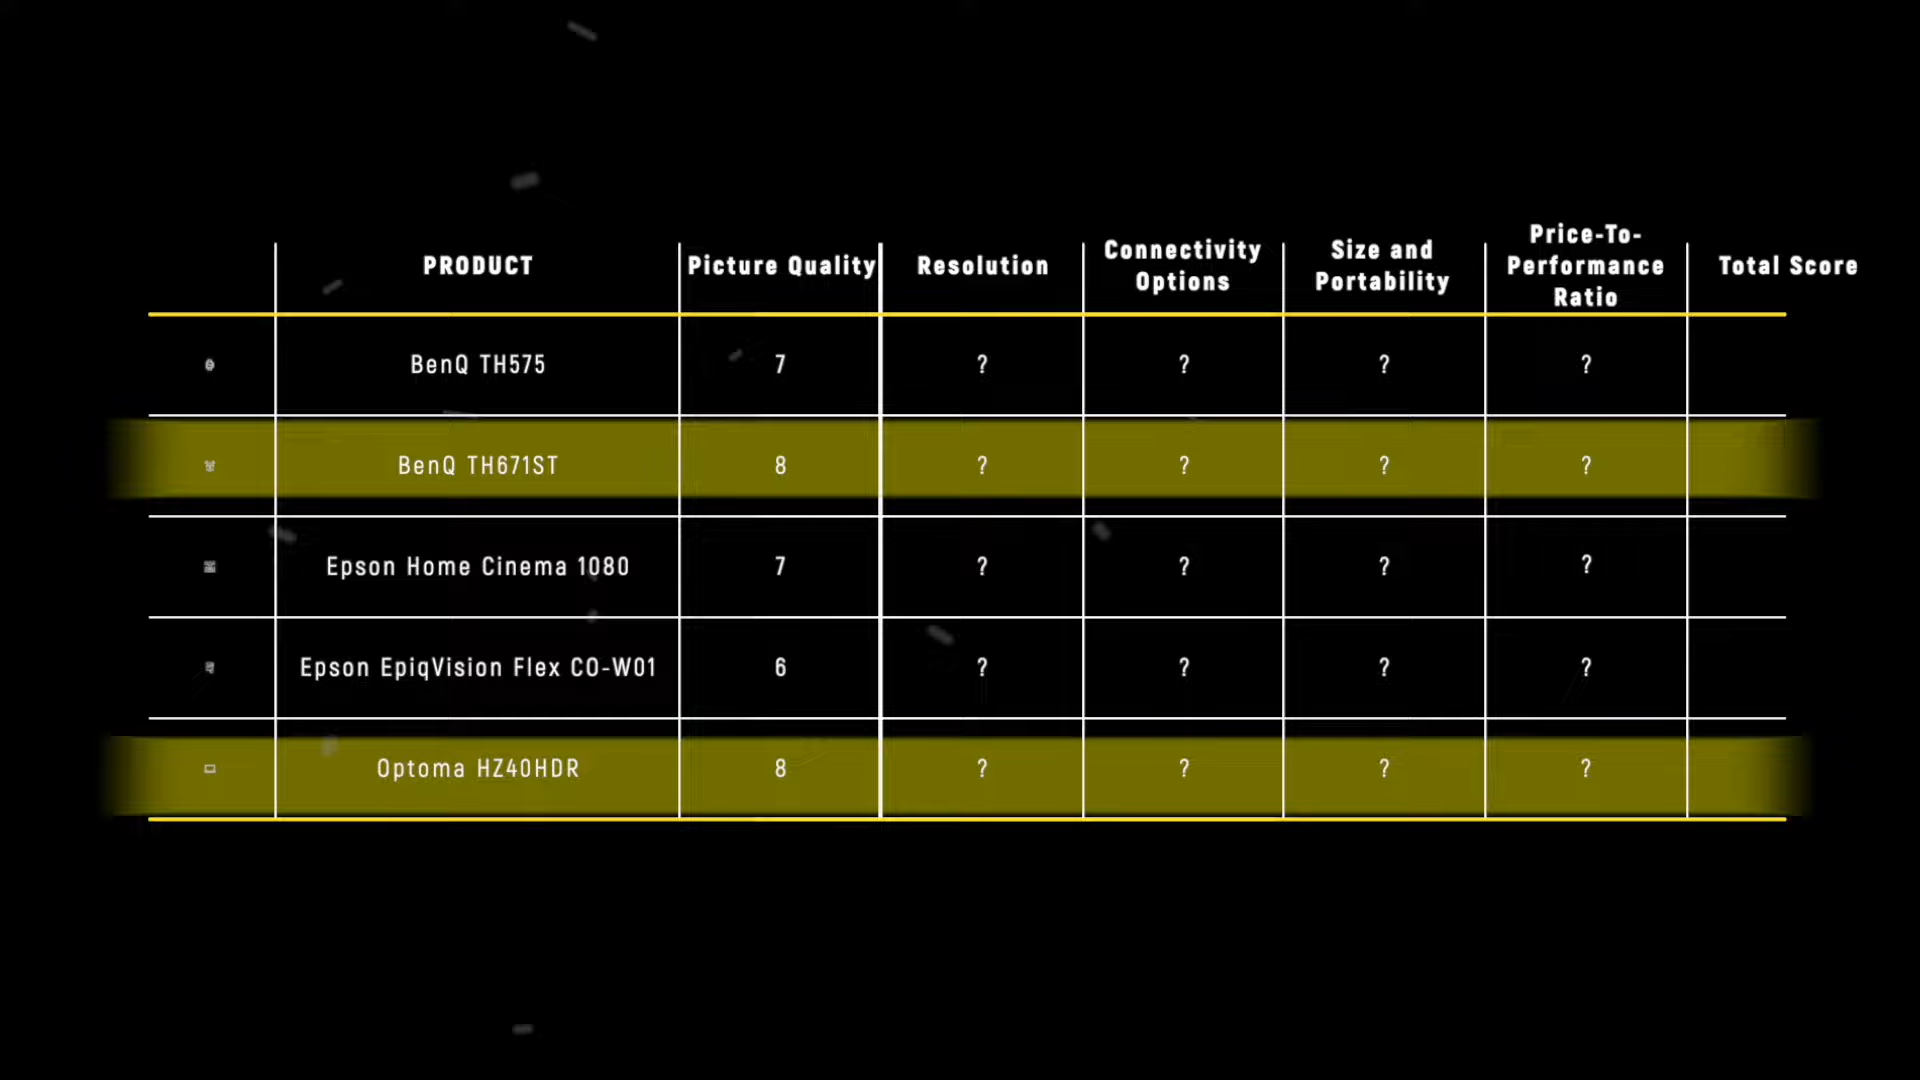 PRODUCT Picture Quality Resolution Connectivity Options Size and Portability Price-To-Performance Ratio Total Score
BenQ TH575 7 ? ? ? ?
BenQ TH671ST 8 ? ? ? ?
Epson Home Cinema 1080 7 ? ? ? ?
Epson EpiqVision Flex CO-W01 6 ? ? ? ?
Optoma HZ40HDR 8 ? ? ? ?